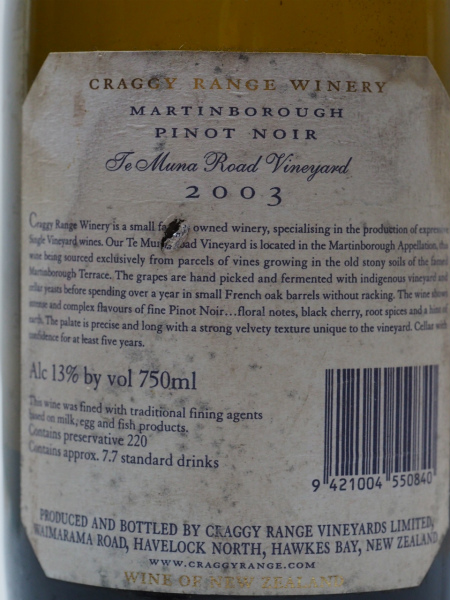 CRAGGY RANGE WINERY
MARTINBOROUGH
PINOT NOIR
Te Muna Road Vineyard
2003
Craggy Range Winery is a small owned winery, specialising in the production of expressive
Single Vineyard wines. Our Te Muna Road Vineyard is located in the Martinborough Appellation, this
wine being sourced exclusively from parcels of vines growing in the old stony soils of the famed
Martinborough Terrace. The grapes are hand picked and fermented with indigenous vineyard and
cellar yeasts before spending over a year in small French oak barrels without racking. The wine shows
intense and complex flavours of fine Pinot Noir...floral notes, black cherry, root spices and a hint of
earth. The palate is precise and long with a strong velvety texture unique to the vineyard. Cellar with
confidence for at least five years.
Alc 13% by vol 750ml
This wine was fined with traditional fining agents
based on milk, egg and fish products.
Contains preservative 220
Contains approx. 7.7 standard drinks
9 421004 550840
PRODUCED AND BOTTLED BY CRAGGY RANGE VINEYARDS LIMITED,
WAIMARAMA ROAD, HAVELOCK NORTH, HAWKES BAY, NEW ZEALAND.
WWW.CRAGGYRANGE.COM
WINE OF NEW ZEALAND